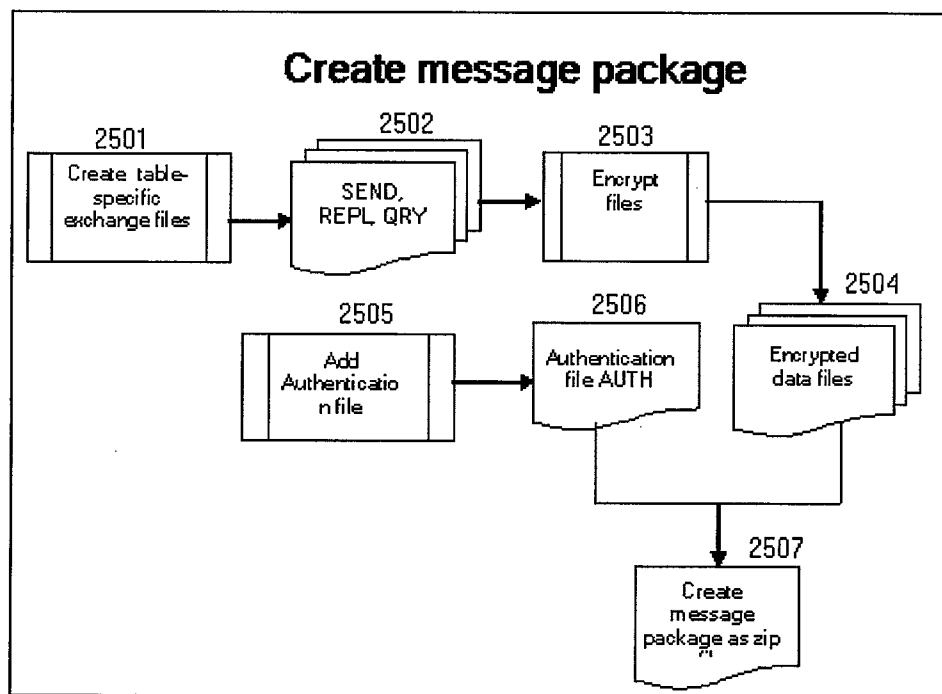 Create message package
2501
Create table-
specific
exchange files
2502
SEND,
REPL, QRY
2503
Encrypt
files
2504
Encrypted
data files
2505
Add
Authenticatio
n file
2506
Authentication
file AUTH
2507
Create
message
package as zip